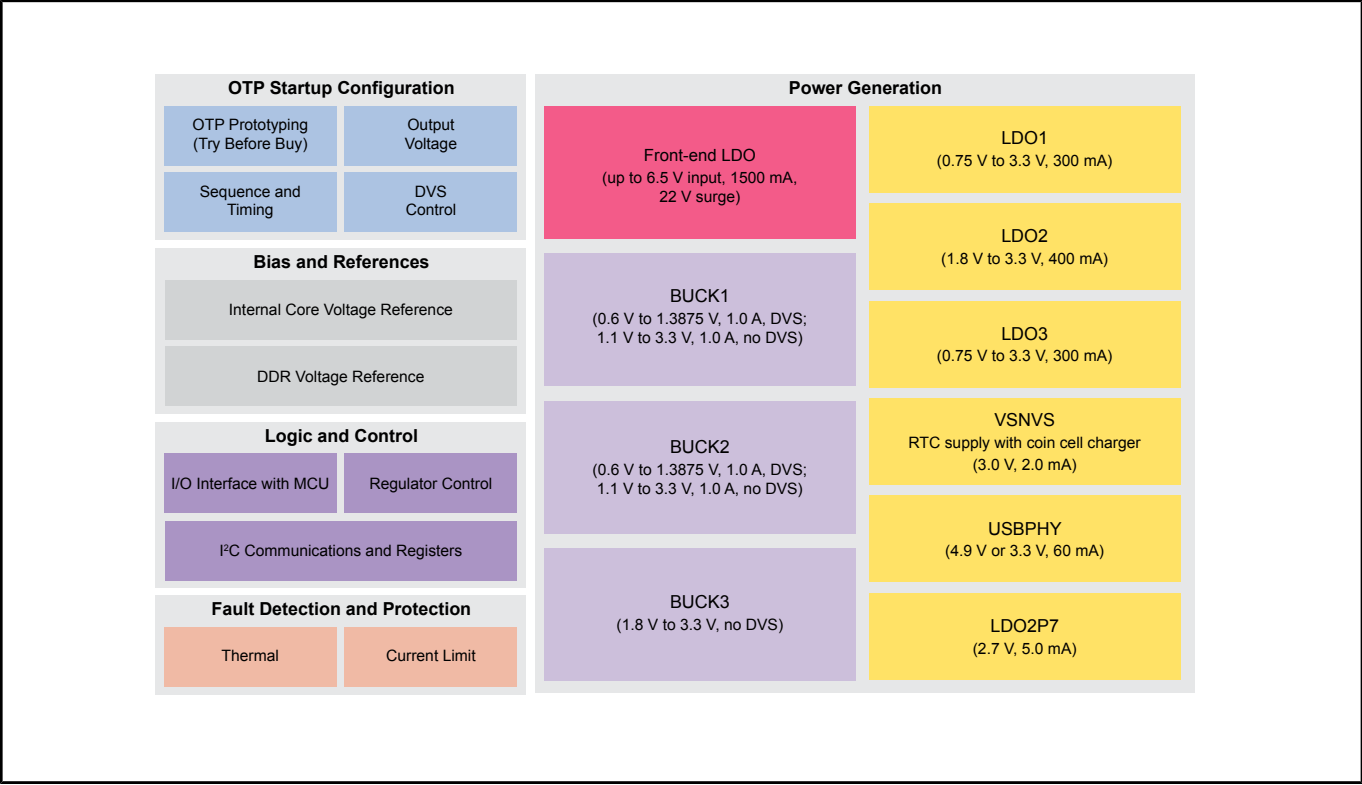 OTP Startup Configuration
OTP Prototyping
(Try Before Buy)
Output
Voltage
Sequence and
Timing
DVS
Control
Bias and References
Internal Core Voltage Reference
DDR Voltage Reference
Logic and Control
I/O Interface with MCU
Regulator Control
I²C Communications and Registers
Fault Detection and Protection
Thermal
Current Limit
Power Generation
Front-end LDO
(up to 6.5 V input, 1500 mA,
22 V surge)
BUCK1
(0.6 V to 1.3875 V, 1.0 A, DVS;
1.1 V to 3.3 V, 1.0 A, no DVS)
BUCK2
(0.6 V to 1.3875 V, 1.0 A, DVS;
1.1 V to 3.3 V, 1.0 A, no DVS)
BUCK3
(1.8 V to 3.3 V, no DVS)
LDO1
(0.75 V to 3.3 V, 300 mA)
LDO2
(1.8 V to 3.3 V, 400 mA)
LDO3
(0.75 V to 3.3 V, 300 mA)
VSNVS
RTC supply with coin cell charger
(3.0 V, 2.0 mA)
USBPHY
(4.9 V or 3.3 V, 60 mA)
LDO2P7
(2.7 V, 5.0 mA)